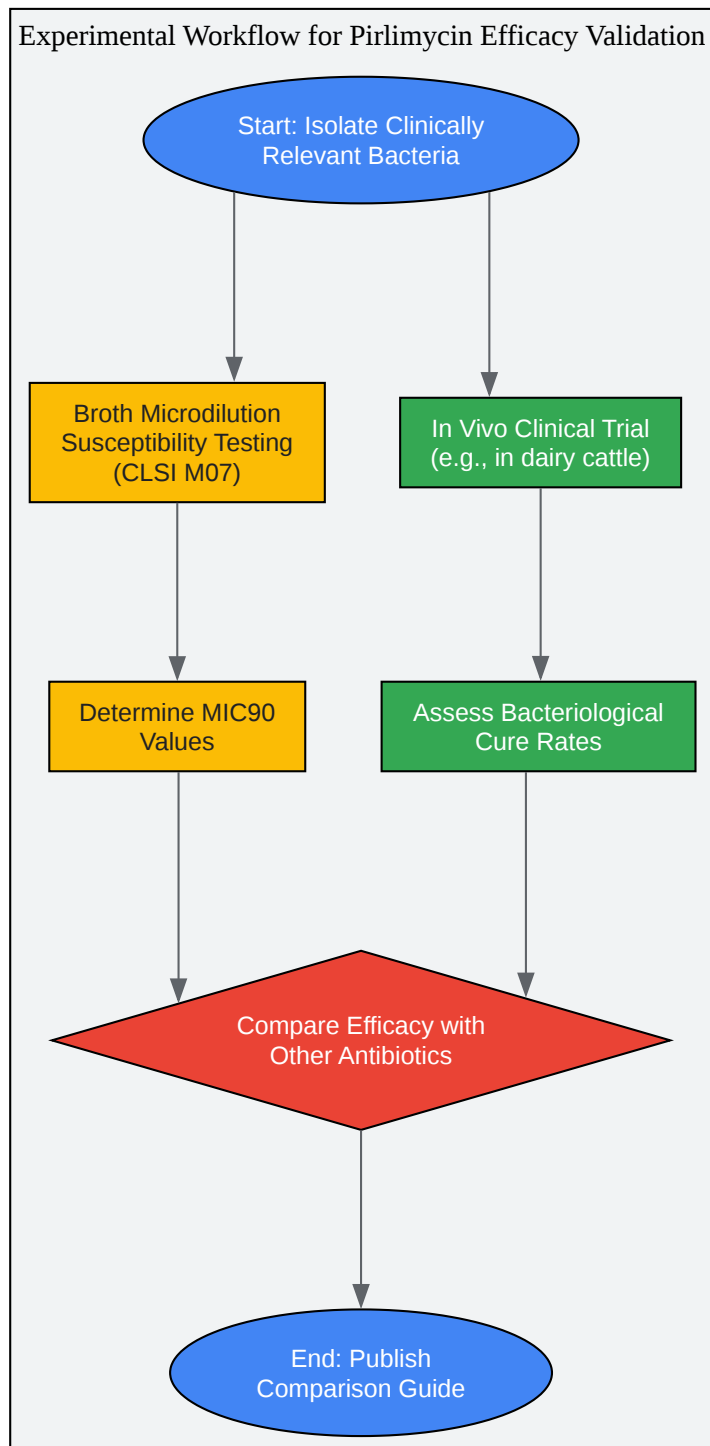 Experimental Workflow for Pirlimycin Efficacy Validation
Start: Isolate Clinically
Relevant Bacteria
Broth Microdilution
Susceptibility Testing
(CLSI M07)
In Vivo Clinical Trial
(e.g., in dairy cattle)
Determine MIC90
Values
Assess Bacteriological
Cure Rates
Compare Efficacy with
Other Antibiotics
End: Publish
Comparison Guide